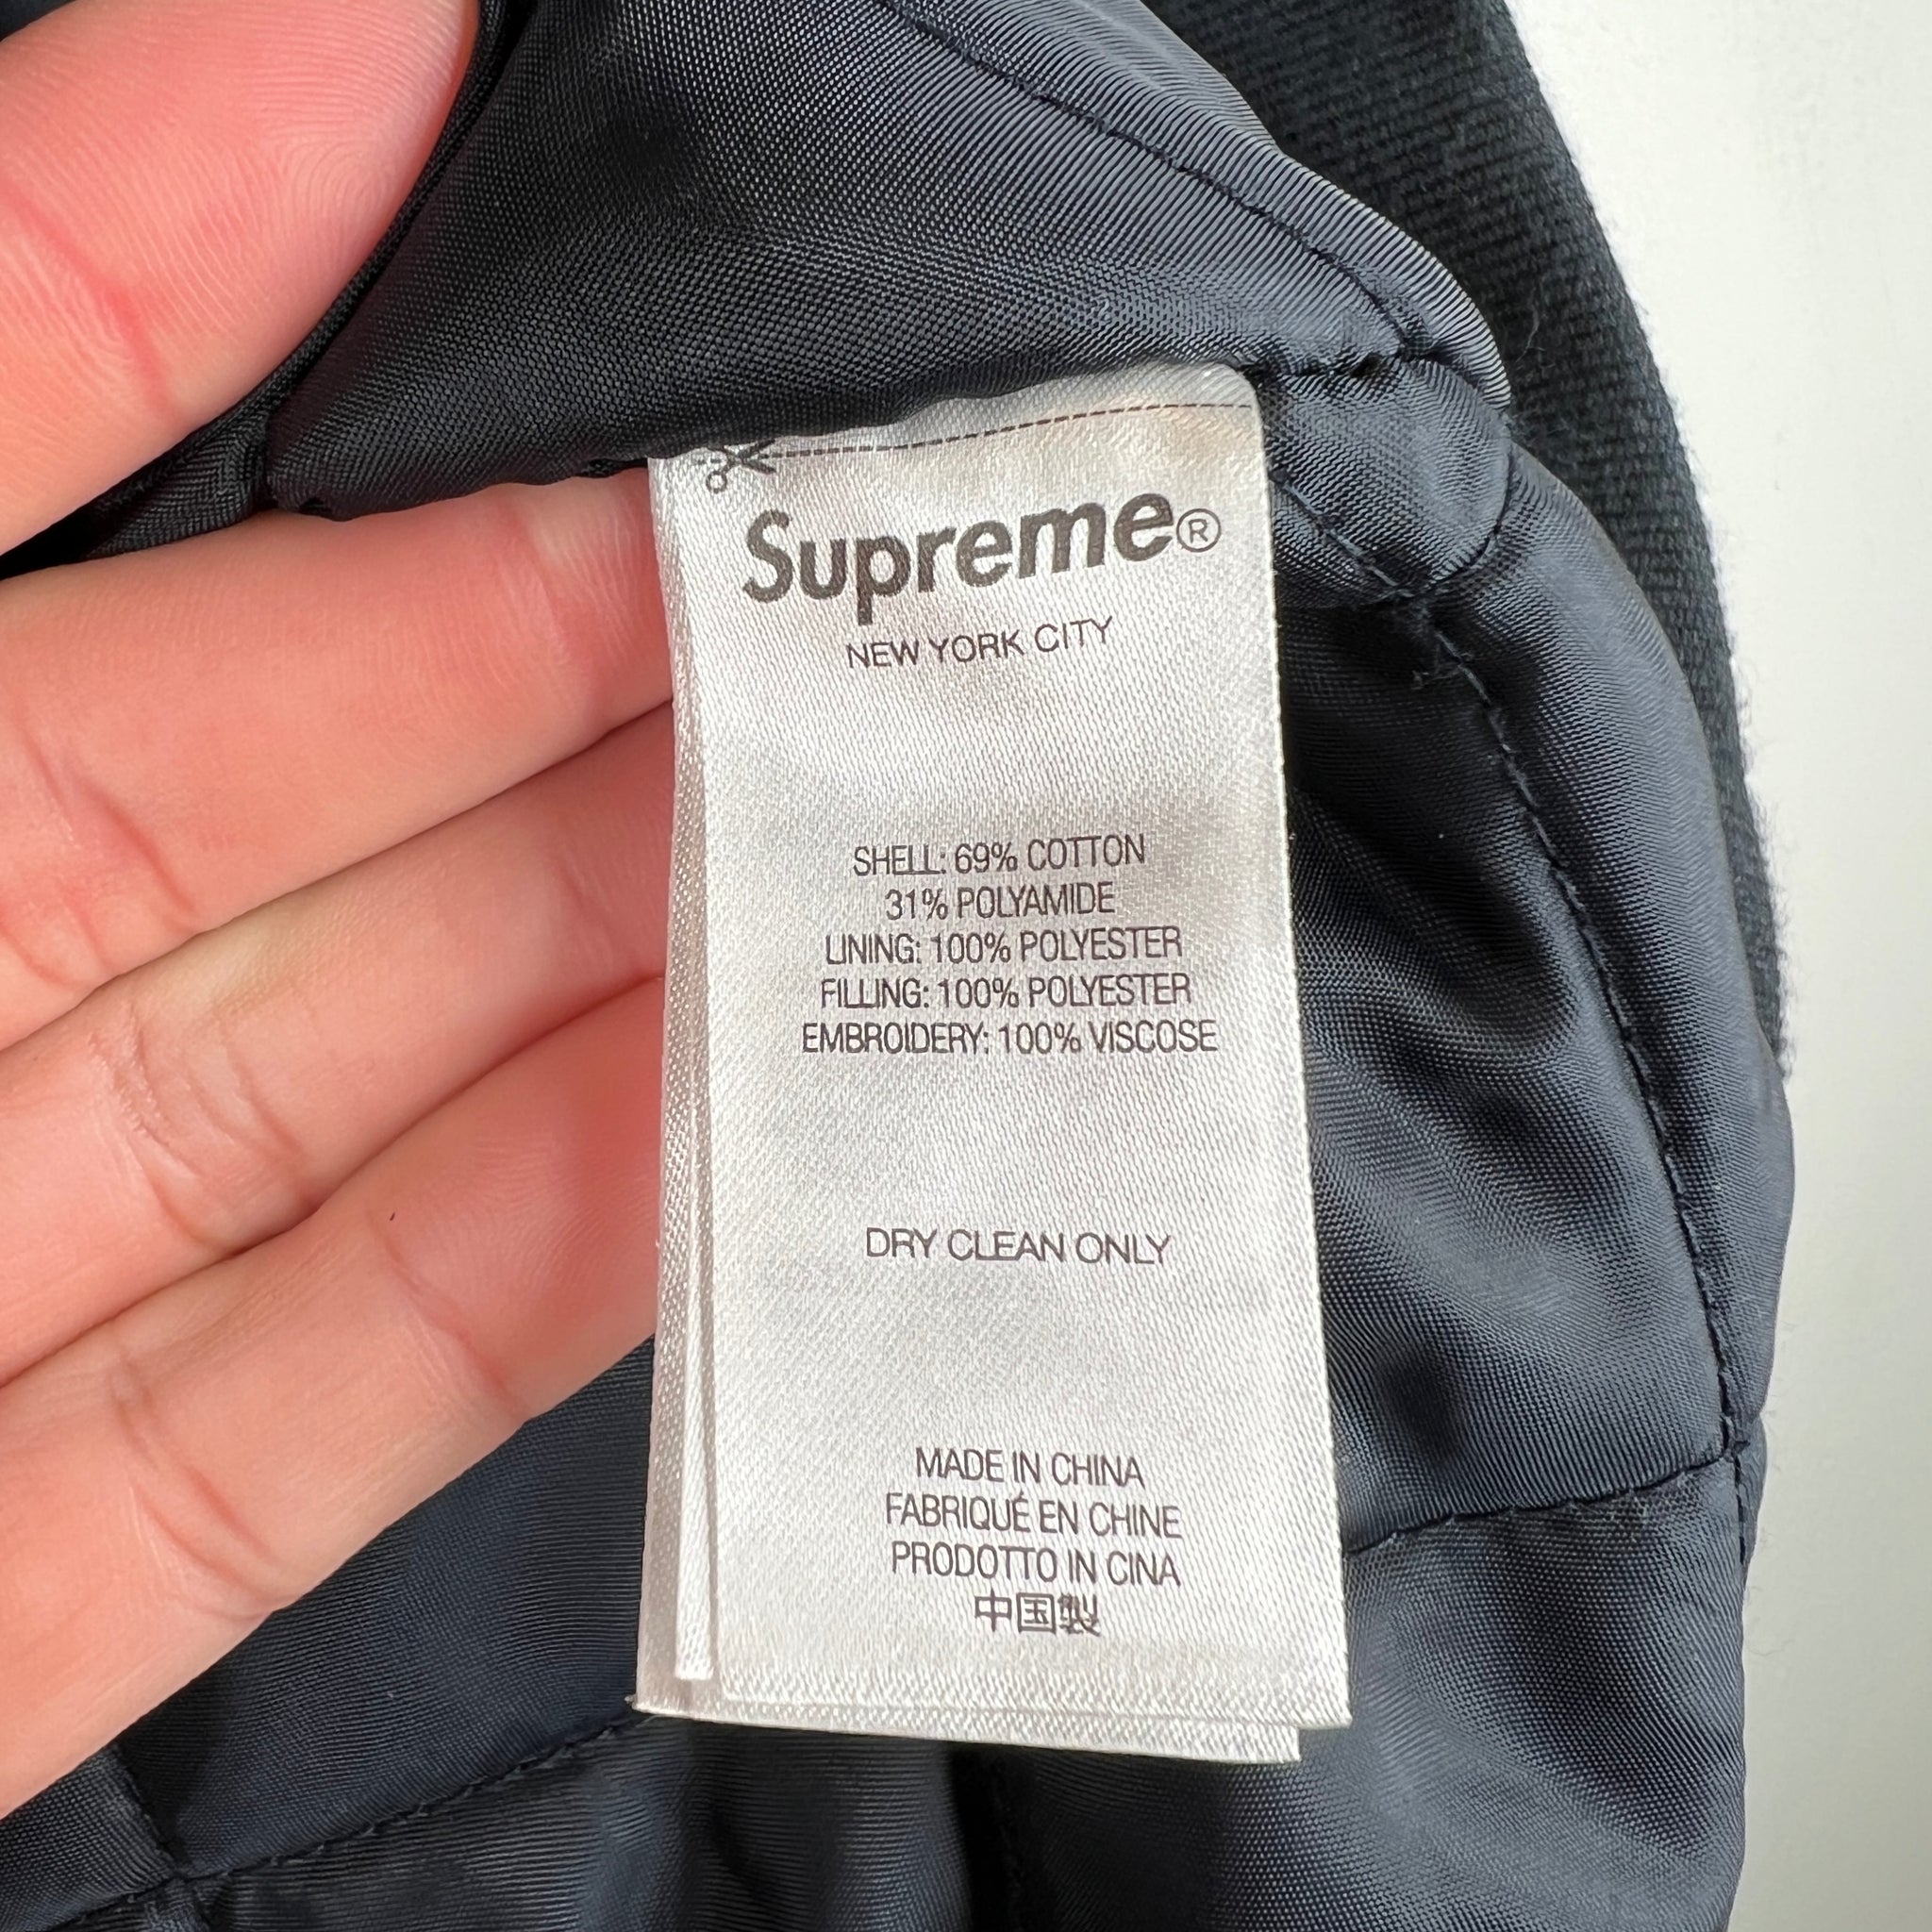 Supreme®
NEW YORK CITY
SHELL: 69% COTTON
31% POLYAMIDE
LINING: 100% POLYESTER
FILLING: 100% POLYESTER
EMBROIDERY: 100% VISCOSE
DRY CLEAN ONLY
MADE IN CHINA
FABRIQUÉ EN CHINE
PRODOTTO IN CINA
中国製